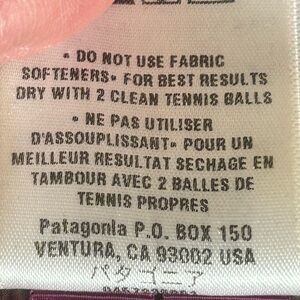 • DO NOT USE FABRIC
SOFTENERS• FOR BEST RESULTS
DRY WITH 2 CLEAN TENNIS BALLS
• NE PAS UTILISER
D'ASSOUPLISSANT• POUR UN
MEILLEUR RESULTAT SECHAGE EN
TAMBOUR AVEC 2 BALLES DE
TENNIS PROPRES
Patagonia P.O. BOX 150
VENTURA, CA 93002 USA
パタゴニア